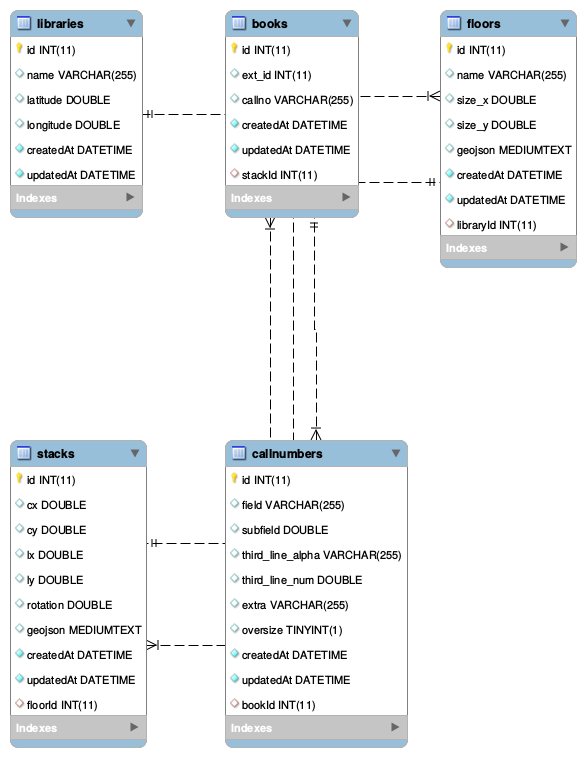 libraries
id INT(11)
name VARCHAR(255)
latitude DOUBLE
longitude DOUBLE
createdAt DATETIME
updatedAt DATETIME
Indexes
books
id INT(11)
ext_id INT(11)
callno VARCHAR(255)
createdAt DATETIME
updatedAt DATETIME
stackId INT(11)
Indexes
floors
id INT(11)
name VARCHAR(255)
size_x DOUBLE
size_y DOUBLE
geojson MEDIUMTEXT
createdAt DATETIME
updatedAt DATETIME
libraryId INT(11)
Indexes
stacks
id INT(11)
cx DOUBLE
cy DOUBLE
lx DOUBLE
ly DOUBLE
rotation DOUBLE
geojson MEDIUMTEXT
createdAt DATETIME
updatedAt DATETIME
floorId INT(11)
Indexes
callnumbers
id INT(11)
field VARCHAR(255)
subfield DOUBLE
third_line_alpha VARCHAR(255)
third_line_num DOUBLE
extra VARCHAR(255)
oversize TINYINT(1)
createdAt DATETIME
updatedAt DATETIME
bookId INT(11)
Indexes